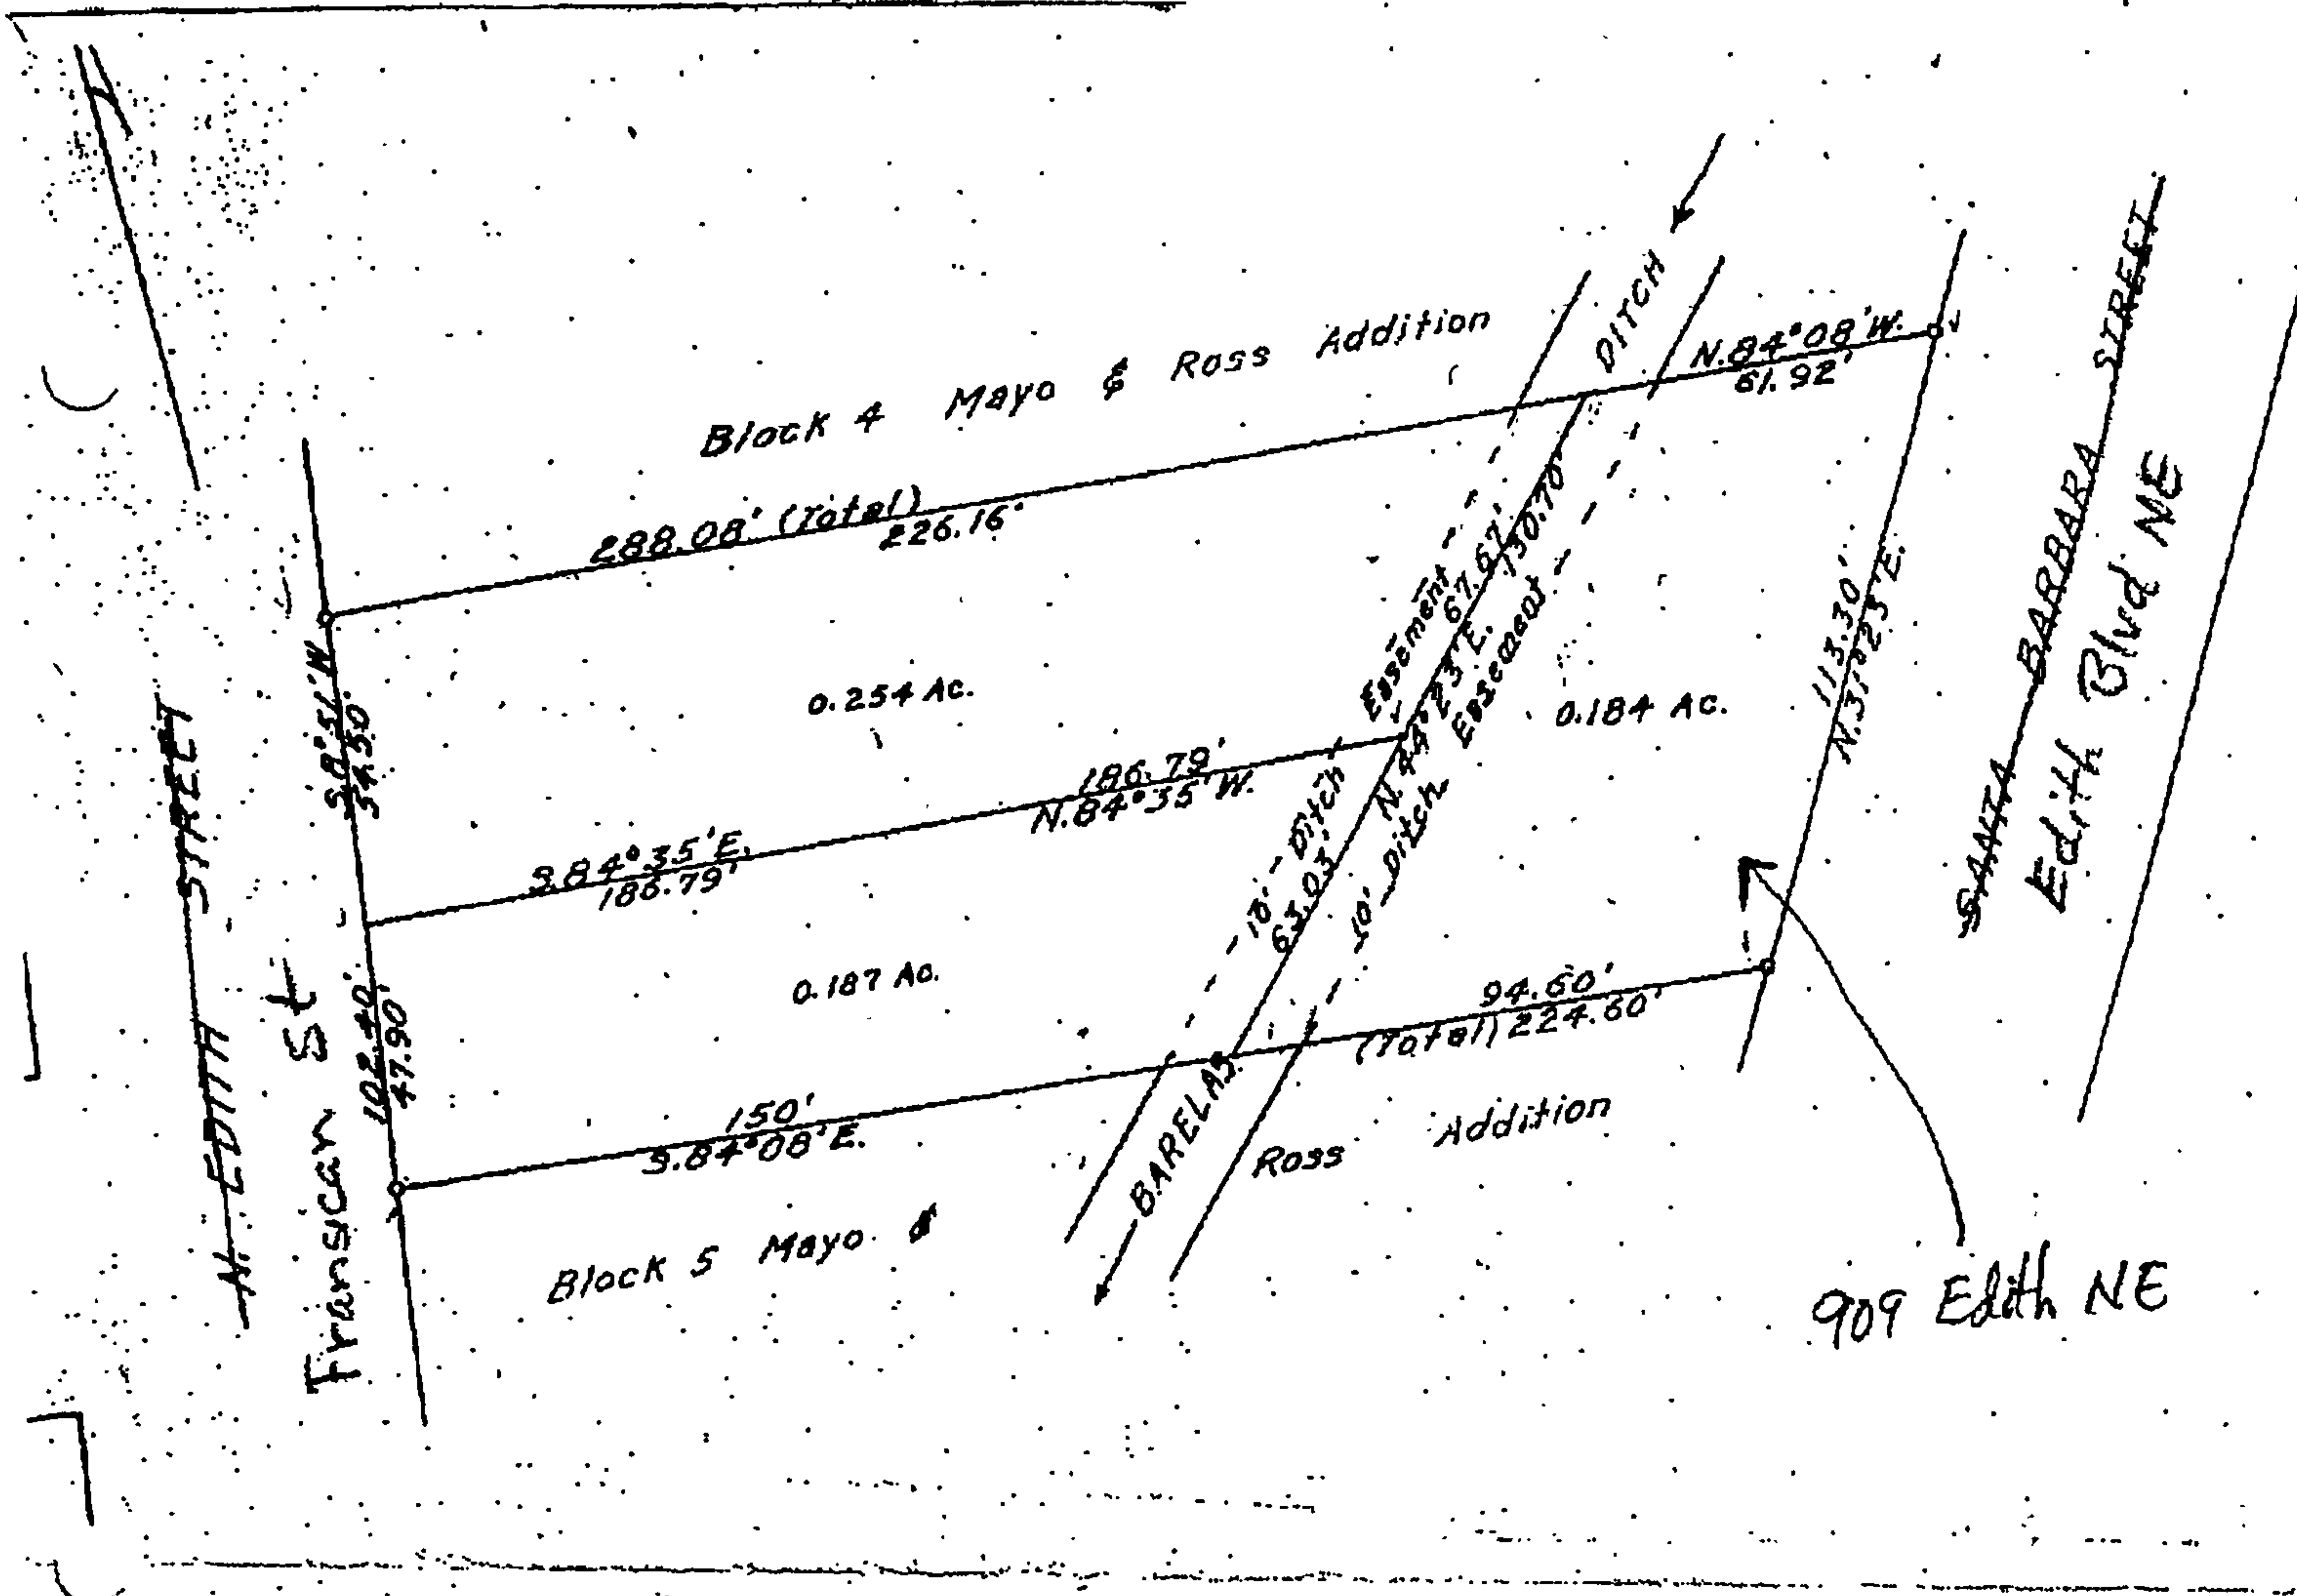 DITCH
N.84°08'W.
61.92'
Block 4 Mayo & Ross Addition
288.08' (Total)
226.16'
67.67'
130.70'
Easement
N.44°23'E.
Easement
S.8°51'W
54.50
0.254 Ac.
0.184 Ac.
113.30'
N.31°23'E.
SANTA BARBARA STREET
Edith Blvd NE
186.79'
N.84°35'W.
S.84°35'E.
186.79'
10' Ditch
63.03'
10' Ditch
N. EDITH STREET
Transcan St
102.40'
47.90'
0.187 Ac.
94.60'
(Total) 224.60'
150'
S.84°08'E.
BARELAS
Block 5 Mayo &
Ross Addition
909 Edith NE